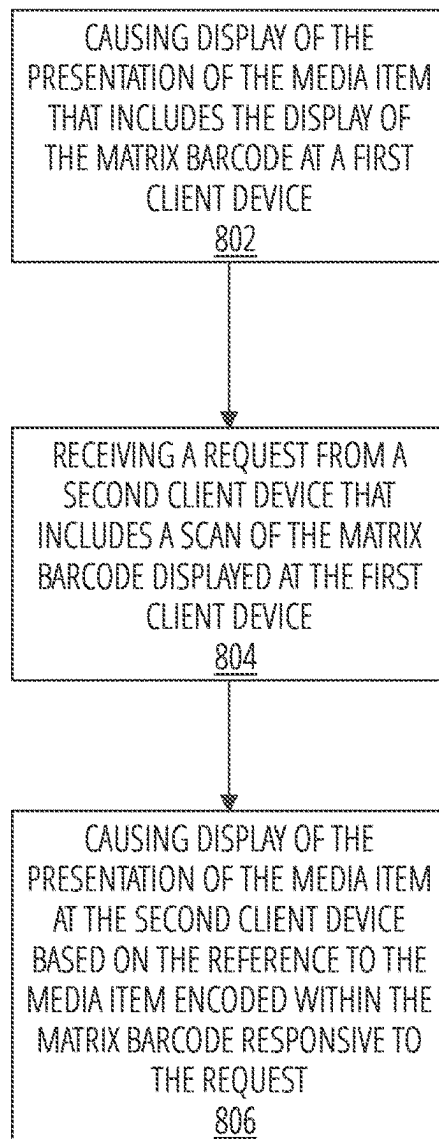 CAUSING DISPLAY OF THE
PRESENTATION OF THE MEDIA ITEM
THAT INCLUDES THE DISPLAY OF
THE MATRIX BARCODE AT A FIRST
CLIENT DEVICE
802
RECEIVING A REQUEST FROM A
SECOND CLIENT DEVICE THAT
INCLUDES A SCAN OF THE MATRIX
BARCODE DISPLAYED AT THE FIRST
CLIENT DEVICE
804
CAUSING DISPLAY OF THE
PRESENTATION OF THE MEDIA ITEM
AT THE SECOND CLIENT DEVICE
BASED ON THE REFERENCE TO THE
MEDIA ITEM ENCODED WITHIN THE
MATRIX BARCODE RESPONSIVE TO
THE REQUEST
806